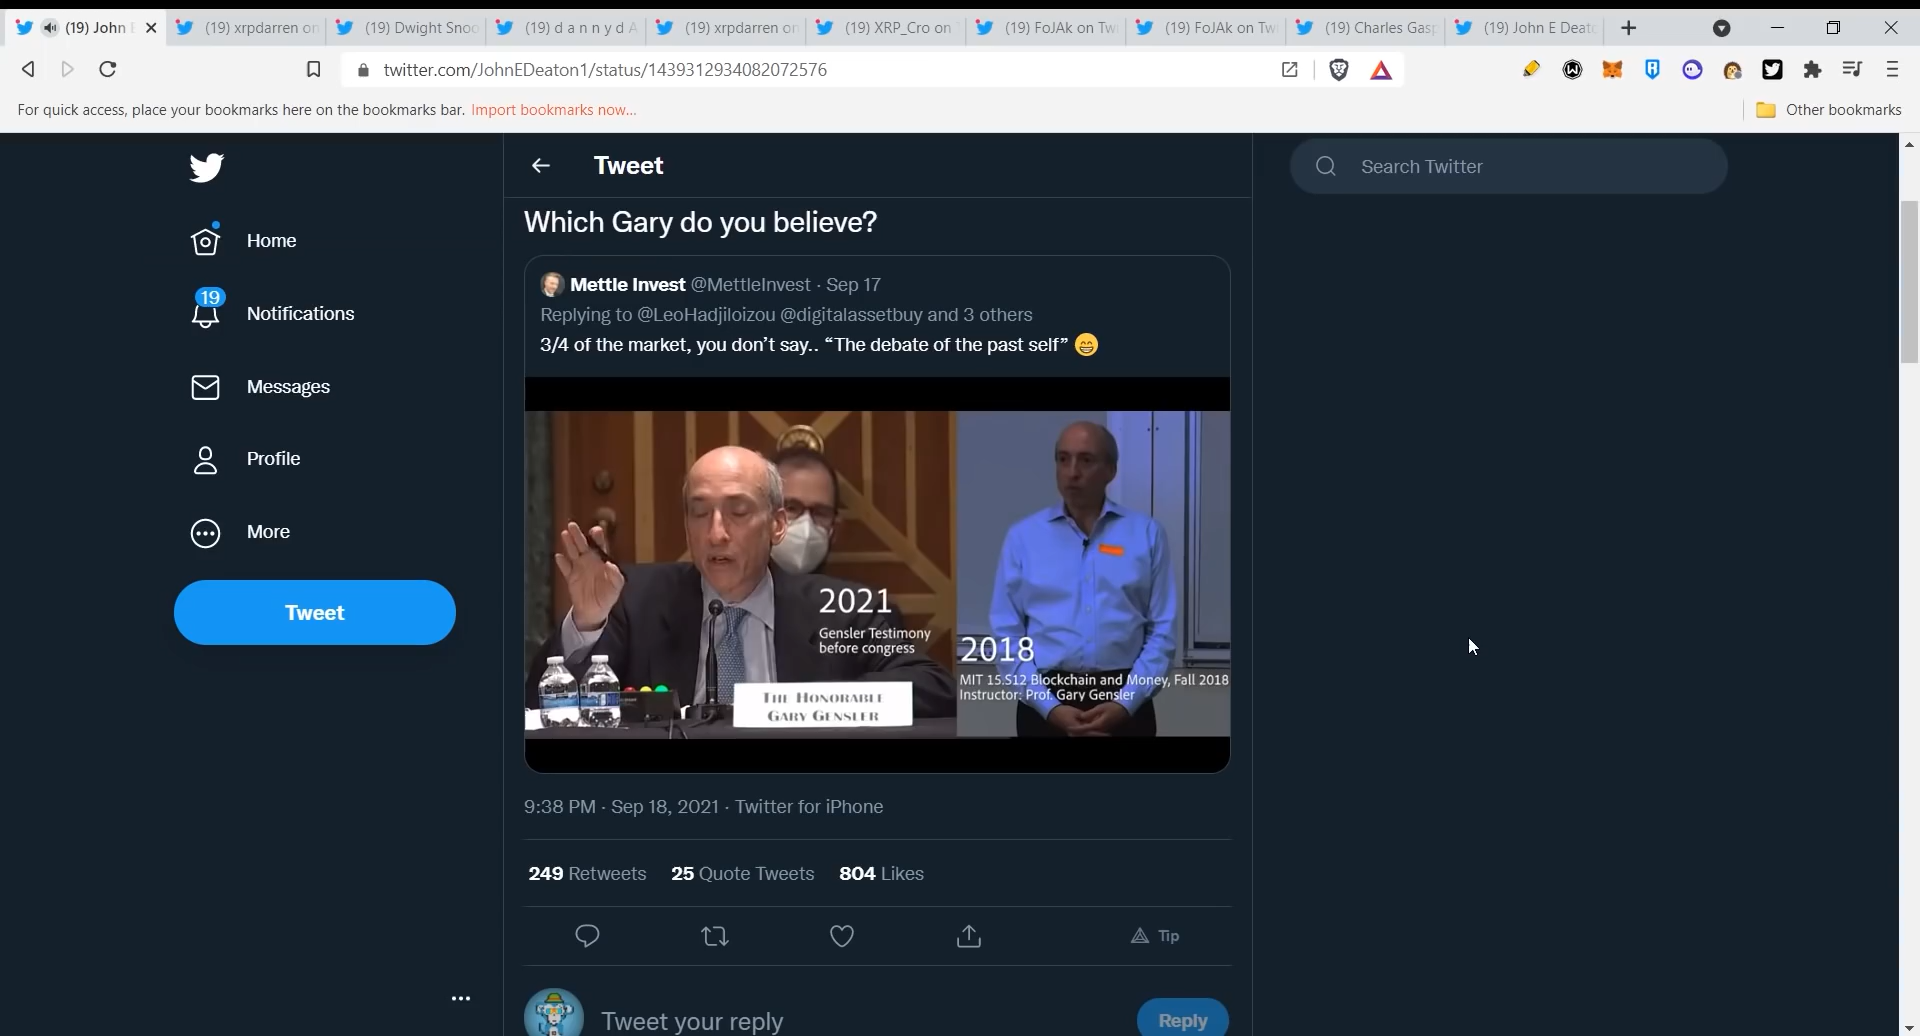 (19) John E
(19) xrpdarren on
(19) Dwight Snoo
(19) d a n n y d A
(19) xrpdarren on
(19) XRP_Cro on
(19) FoJAk on Tw
(19) FoJAk on Twi
(19) Charles Gasp
(19) John E Deato
twitter.com/JohnEDeaton1/status/1439312934082072576
For quick access, place your bookmarks here on the bookmarks bar. Import bookmarks now...
Other bookmarks
Tweet
Search Twitter
Home
19
Notifications
Messages
Profile
More
Tweet
Which Gary do you believe?
Mettle Invest @MettleInvest · Sep 17
Replying to @LeoHadjiloizou @digitalassetbuy and 3 others
3/4 of the market, you don’t say.. “The debate of the past self” 😁
2021
Gensler Testimony
before congress
THE HONORABLE
GARY GENSLER
2018
MIT 15.S12 Blockchain and Money, Fall 2018
Instructor: Prof. Gary Gensler
9:38 PM · Sep 18, 2021 · Twitter for iPhone
249 Retweets 25 Quote Tweets 804 Likes
Tip
Tweet your reply
Reply